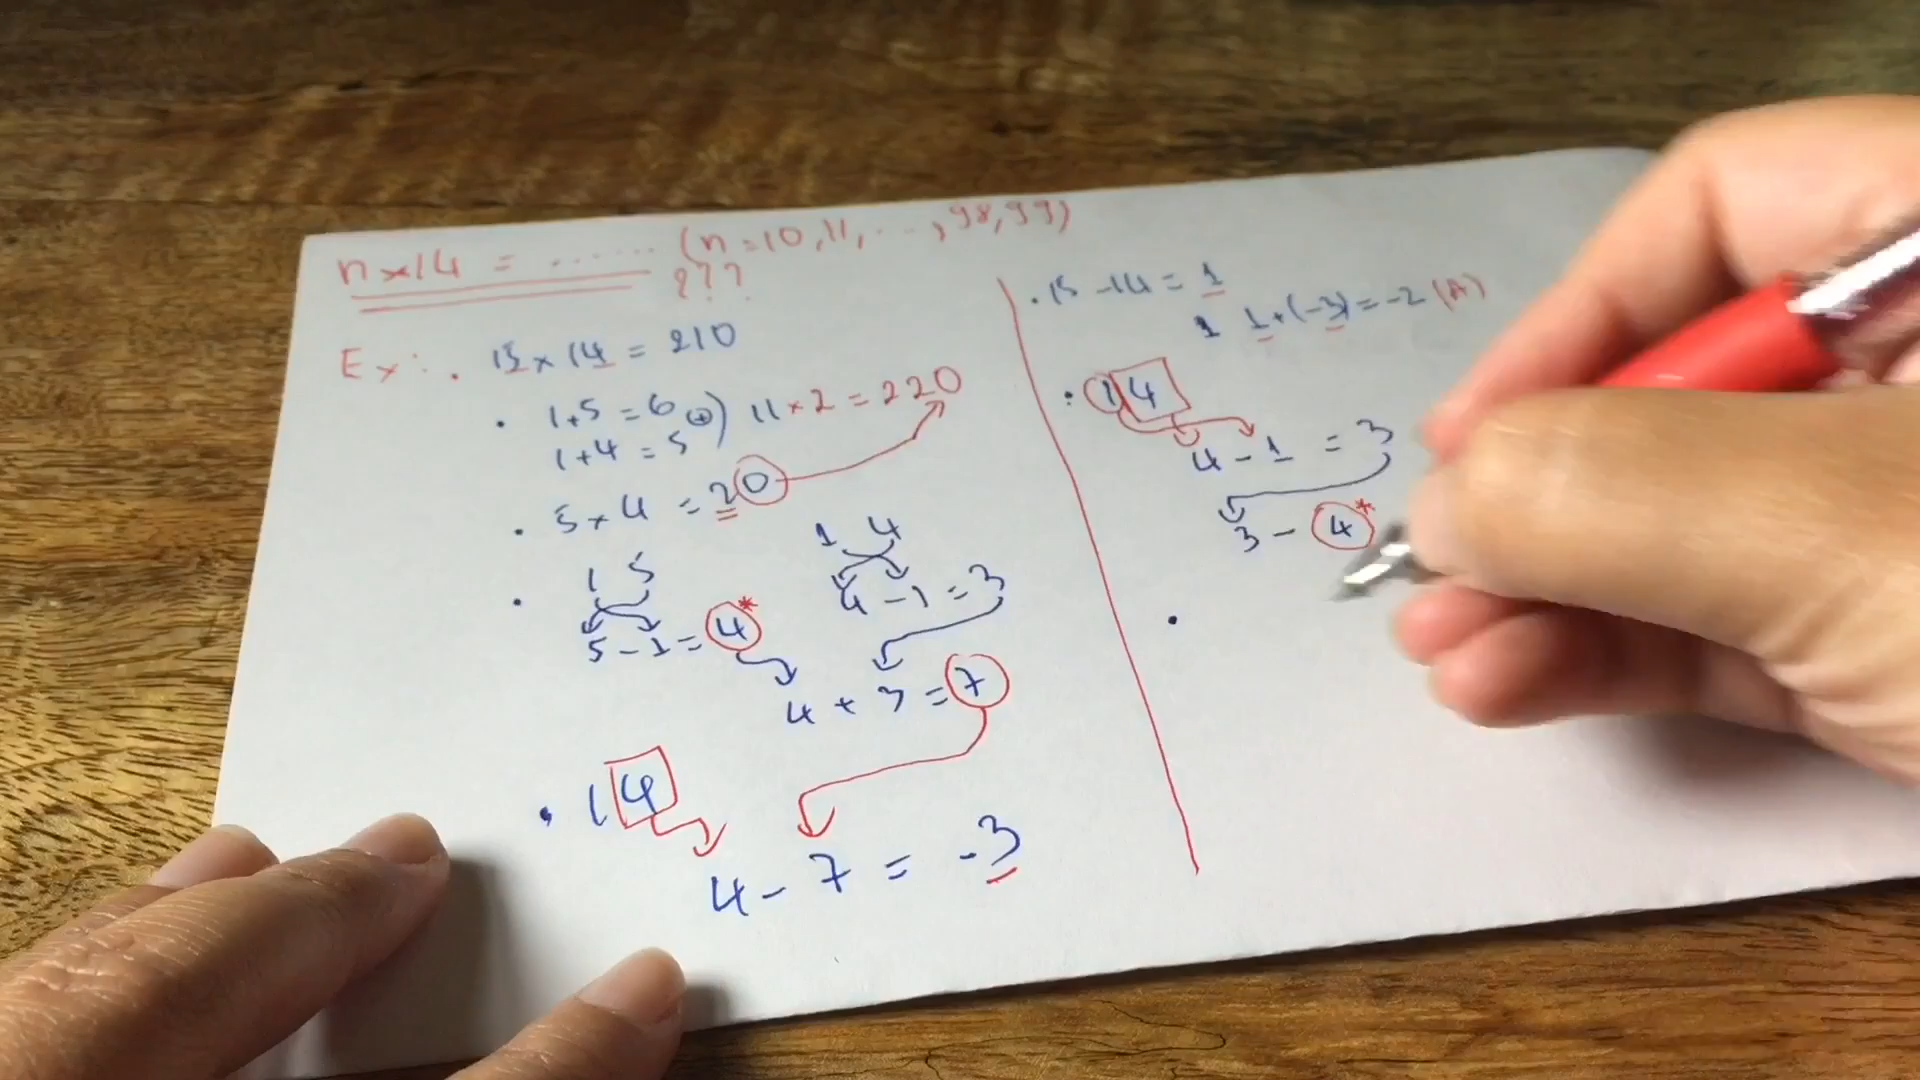 n×14 = ...... (n=10,11,...,98,99)
???
Ex: . 15×14 = 210
. 1+5=6
1+4=5 (+)) 11×2=220
. 5×4 = 20
. 1 5
5-1=4*
1 4
4-1=3
4+3=7
. 14
4-7=-3
. 15-14=1
1 1+(-3)=-2 (A)
. 14
4-1=3
3-4*
.